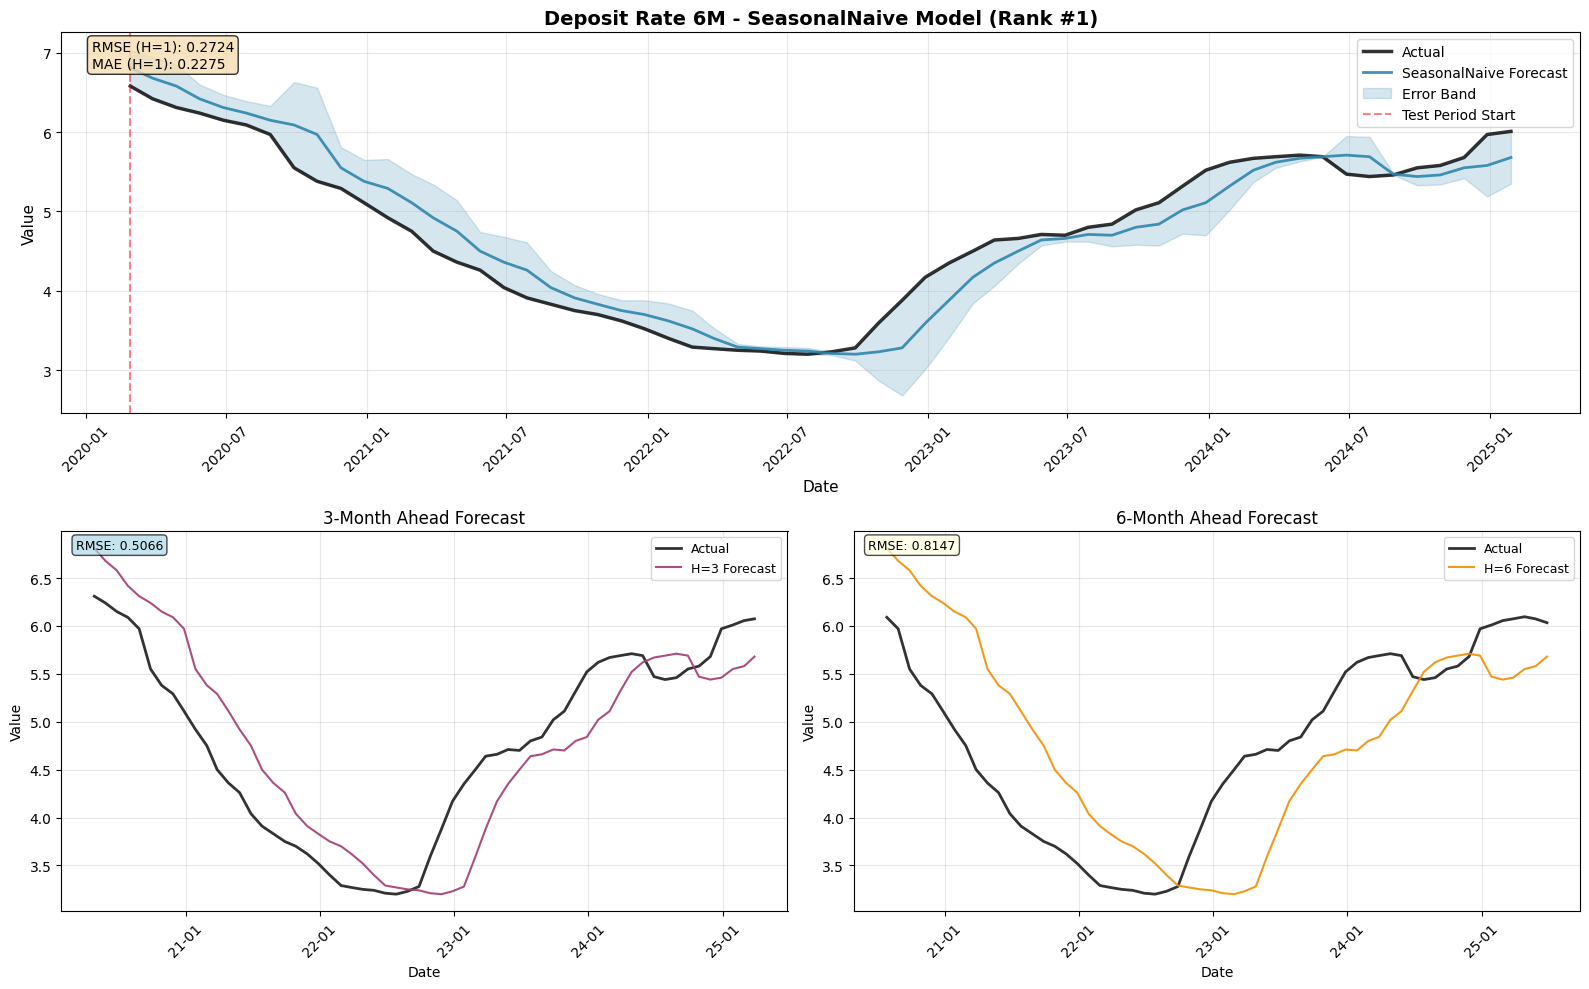 Deposit Rate 6M - SeasonalNaive Model (Rank #1)
RMSE (H=1): 0.2724
MAE (H=1): 0.2275
Actual
SeasonalNaive Forecast
Error Band
Test Period Start
Value
7
6
5
4
3
2020-01
2020-07
2021-01
2021-07
2022-01
2022-07
2023-01
2023-07
2024-01
2024-07
2025-01
Date
3-Month Ahead Forecast
RMSE: 0.5066
Actual
H=3 Forecast
Value
6.5
6.0
5.5
5.0
4.5
4.0
3.5
21-01
22-01
23-01
24-01
25-01
Date
6-Month Ahead Forecast
RMSE: 0.8147
Actual
H=6 Forecast
Value
6.5
6.0
5.5
5.0
4.5
4.0
3.5
21-01
22-01
23-01
24-01
25-01
Date